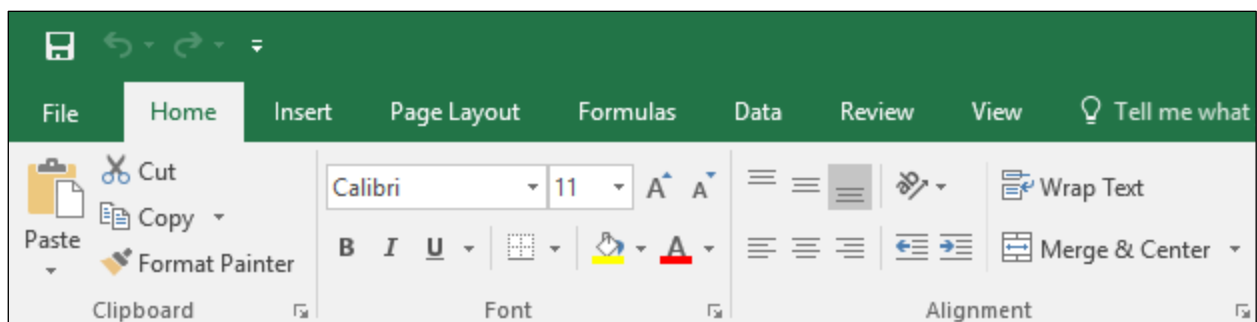 File Home Insert Page Layout Formulas Data Review View Tell me what
Cut
Calibri 11 Wrap Text
Copy
Paste
B I U A Merge & Center
Format Painter
Clipboard Font Alignment